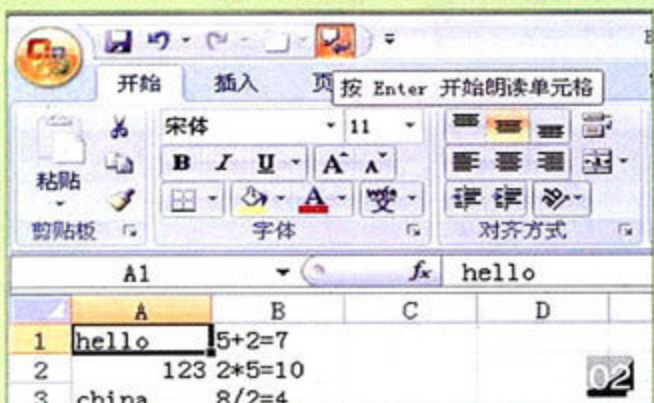 开始 插入 页
按 Enter 开始朗读单元格
宋体 11
B I U A A
粘贴 A 变
剪贴板 字体 对齐方式
A1 fx hello
A B C D
1 hello 5+2=7
2 123 2*5=10
3 china 8/2=4
02